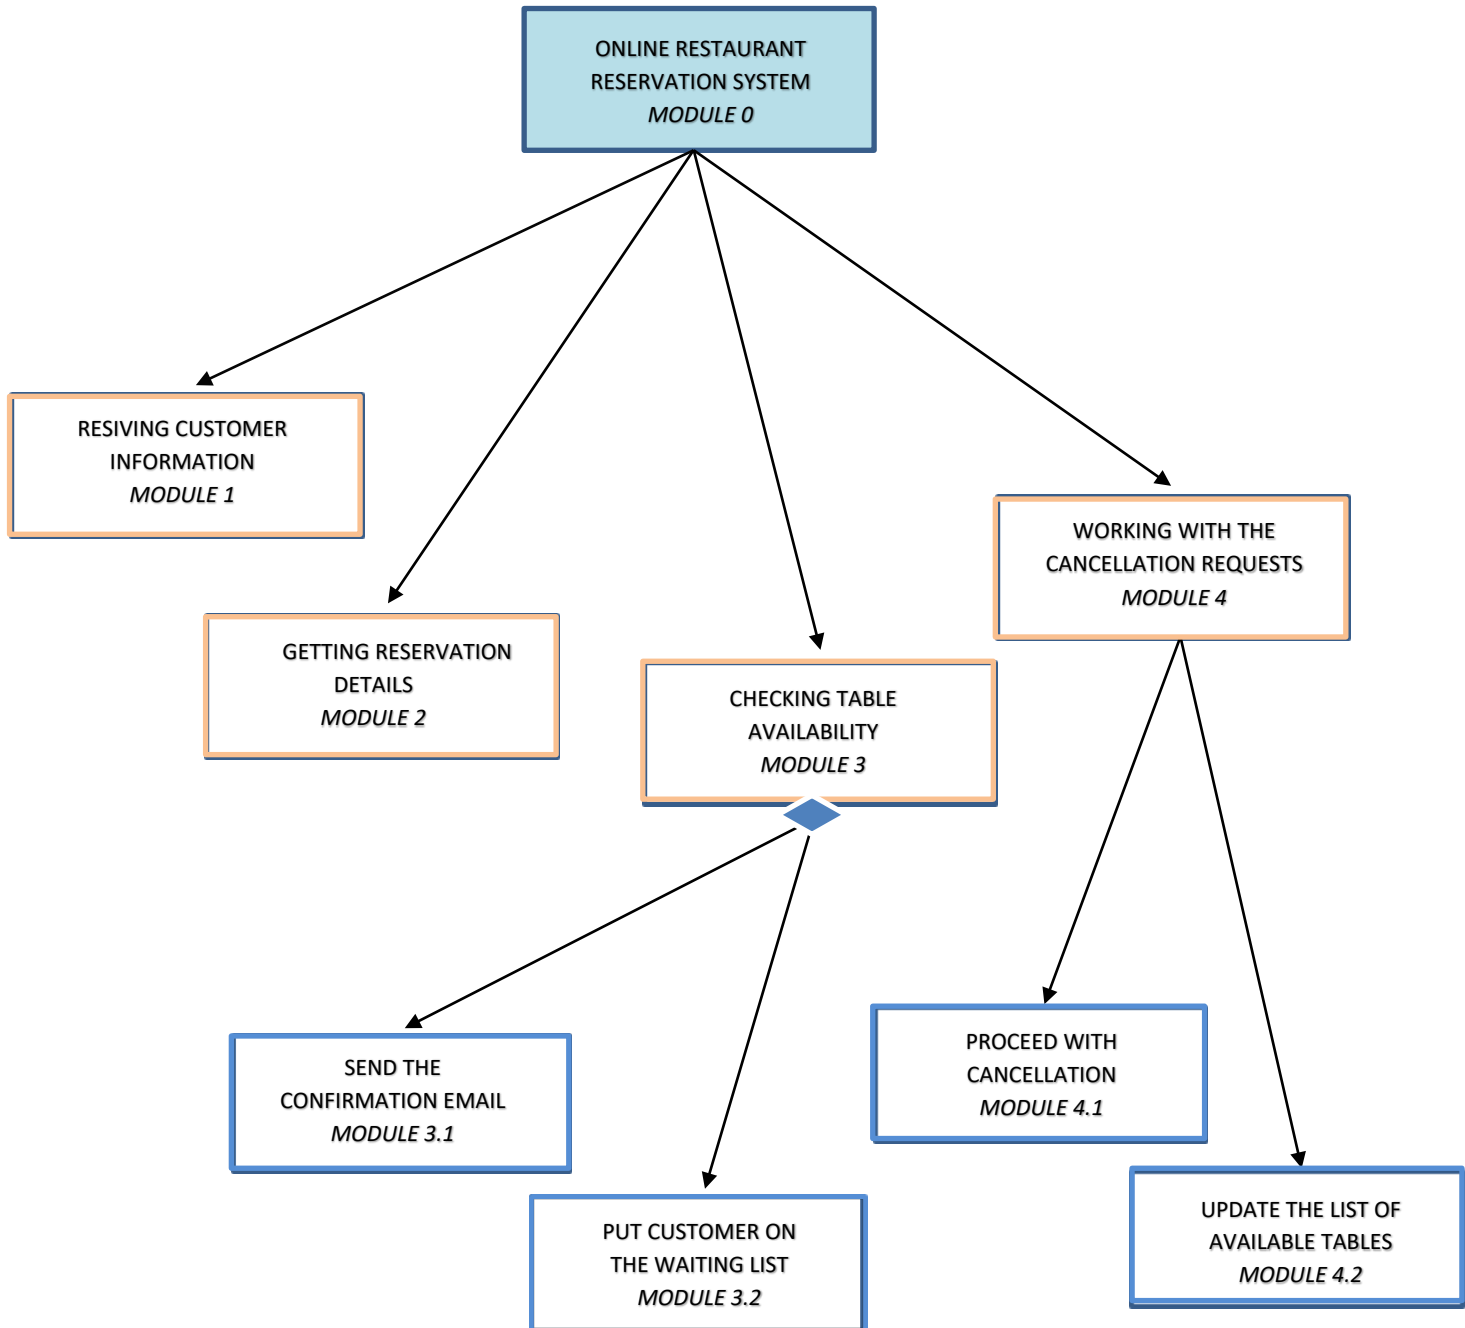 ONLINE RESTAURANT
RESERVATION SYSTEM
MODULE 0
RESIVING CUSTOMER
INFORMATION
MODULE 1
GETTING RESERVATION
DETAILS
MODULE 2
CHECKING TABLE
AVAILABILITY
MODULE 3
WORKING WITH THE
CANCELLATION REQUESTS
MODULE 4
SEND THE
CONFIRMATION EMAIL
MODULE 3.1
PUT CUSTOMER ON
THE WAITING LIST
MODULE 3.2
PROCEED WITH
CANCELLATION
MODULE 4.1
UPDATE THE LIST OF
AVAILABLE TABLES
MODULE 4.2